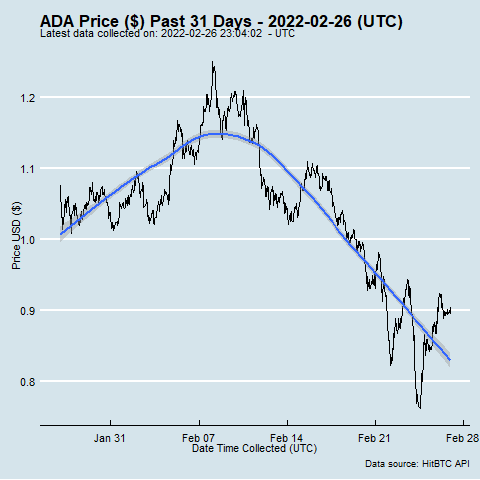 ADA Price ($) Past 31 Days - 2022-02-26 (UTC)
Latest data collected on: 2022-02-26 23:04:02 - UTC
Price USD ($)
1.2
1.1
1.0
0.9
0.8
Jan 31 Feb 07 Feb 14 Feb 21 Feb 28
Date Time Collected (UTC)
Data source: HitBTC API